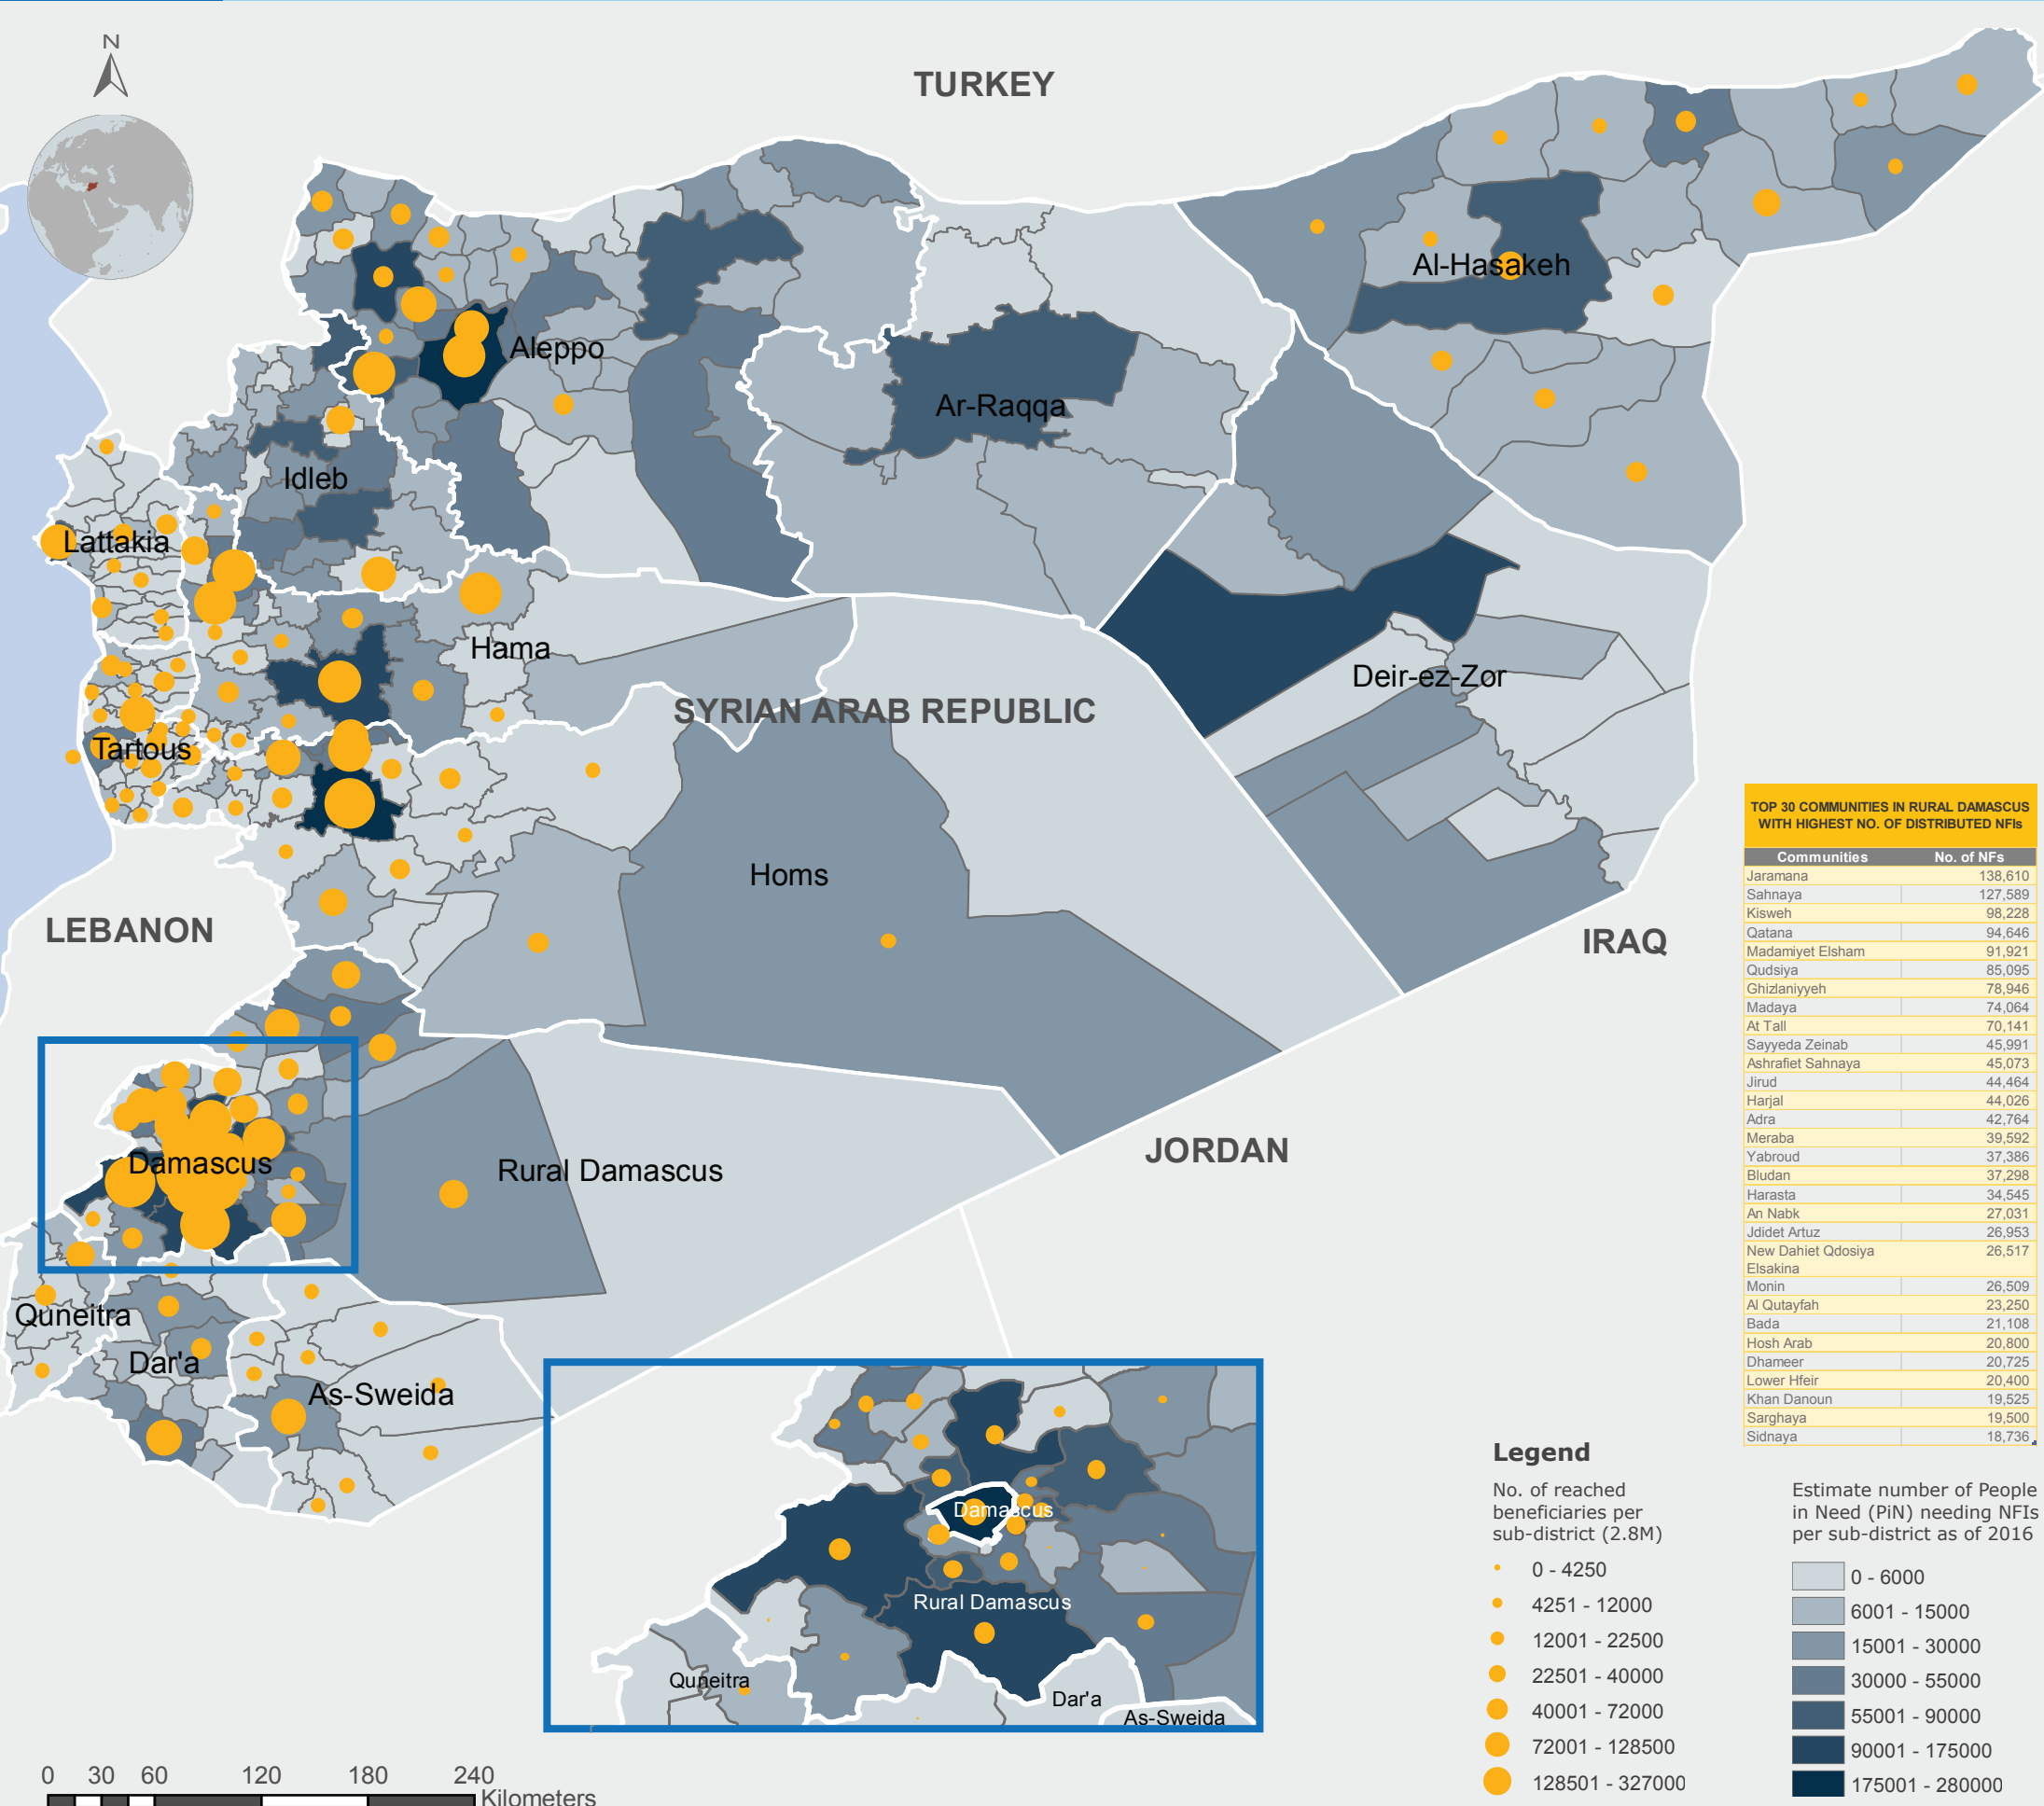 N
TURKEY
Al-Hasakeh
Aleppo
Ar-Raqqa
Idleb
Lattakia
Hama
Deir-ez-Zor
SYRIAN ARAB REPUBLIC
Tartous
Homs
LEBANON
IRAQ
JORDAN
Damascus
Rural Damascus
Quneitra
Dar'a
As-Sweida
Damascus
Rural Damascus
Quneitra
Dar'a
As-Sweida
TOP 30 COMMUNITIES IN RURAL DAMASCUS
WITH HIGHEST NO. OF DISTRIBUTED NFIs
Communities No. of NFs
Jaramana 138,610
Sahnaya 127,589
Kisweh 98,228
Qatana 94,646
Madamiyet Elsham 91,921
Qudsiya 85,095
Ghizlaniyyeh 78,946
Madaya 74,064
At Tall 70,141
Sayyeda Zeinab 45,991
Ashrafiet Sahnaya 45,073
Jirud 44,464
Harjal 44,026
Adra 42,764
Meraba 39,592
Yabroud 37,386
Bludan 37,298
Harasta 34,545
An Nabk 27,031
Jdidet Artuz 26,953
New Dahiet Qdosiya 26,517
Elsakina
Monin 26,509
Al Qutayfah 23,250
Bada 21,108
Hosh Arab 20,800
Dhameer 20,725
Lower Hfeir 20,400
Khan Danoun 19,525
Sarghaya 19,500
Sidnaya 18,736
Legend
No. of reached
beneficiaries per
sub-district (2.8M)
0 - 4250
4251 - 12000
12001 - 22500
22501 - 40000
40001 - 72000
72001 - 128500
128501 - 327000
Estimate number of People
in Need (PiN) needing NFIs
per sub-district as of 2016
0 - 6000
6001 - 15000
15001 - 30000
30000 - 55000
55001 - 90000
90001 - 175000
175001 - 280000
0 30 60 120 180 240
Kilometers